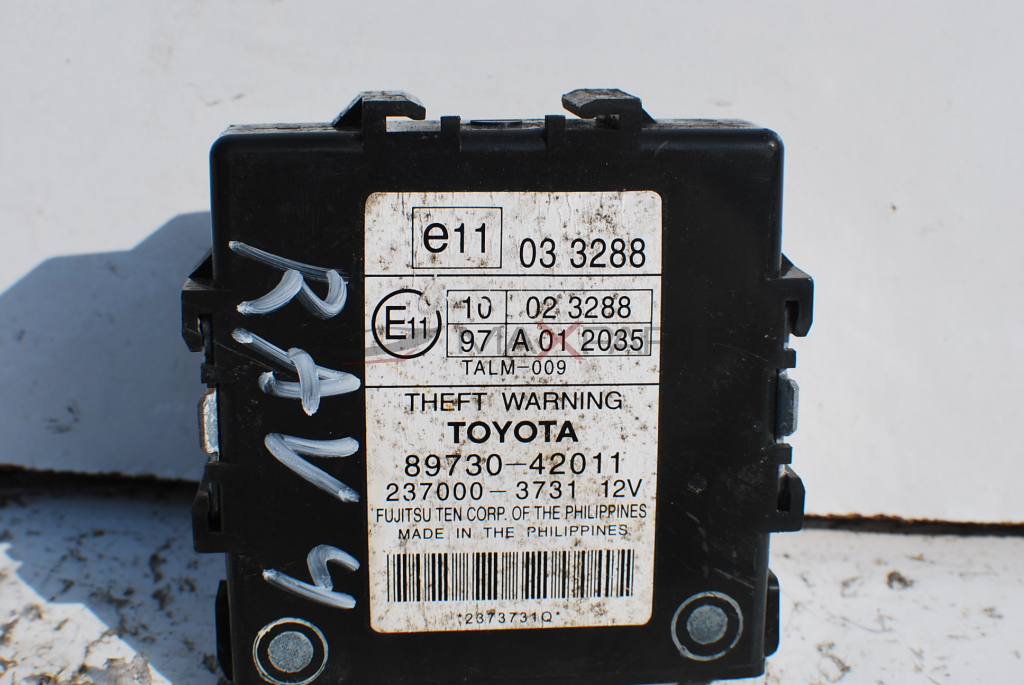 e11 03 3288
E11 10 02 3288
97 A 01 2035
TALM-009
THEFT WARNING
TOYOTA
89730-42011
237000-3731 12V
FUJITSU TEN CORP. OF THE PHILIPPINES
MADE IN THE PHILIPPINES
*2373731Q*
RAV4